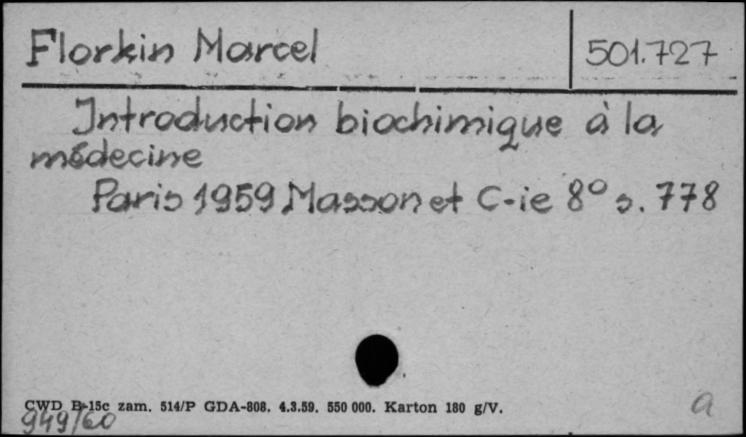 Florkin Marcel 501.727
Introduction biochimique à la
médecine
Paris 1959 Masson et C-ie 8° s. 778
CWD B-15c zam. 514/P GDA-808. 4.3.59. 550 000. Karton 180 g/V.
949/60 a